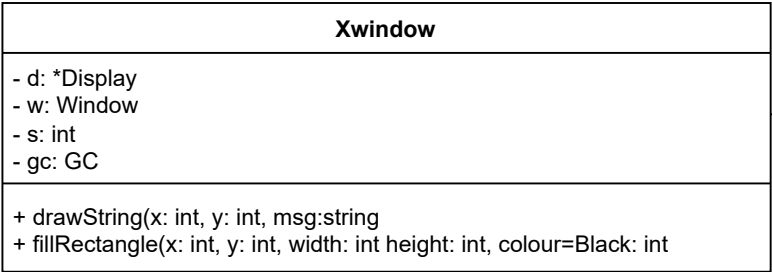 Xwindow
- d: *Display
- w: Window
- s: int
- gc: GC
+ drawString(x: int, y: int, msg:string
+ fillRectangle(x: int, y: int, width: int height: int, colour=Black: int